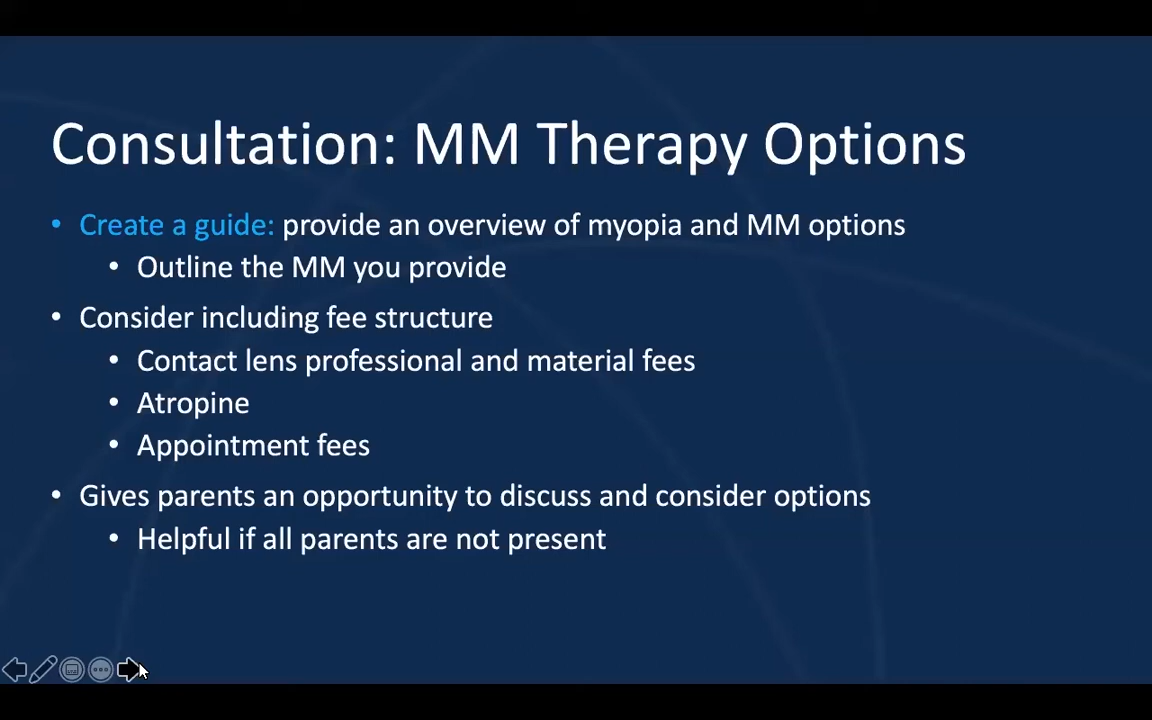 Consultation: MM Therapy Options
• Create a guide: provide an overview of myopia and MM options
• Outline the MM you provide
• Consider including fee structure
• Contact lens professional and material fees
• Atropine
• Appointment fees
• Gives parents an opportunity to discuss and consider options
• Helpful if all parents are not present